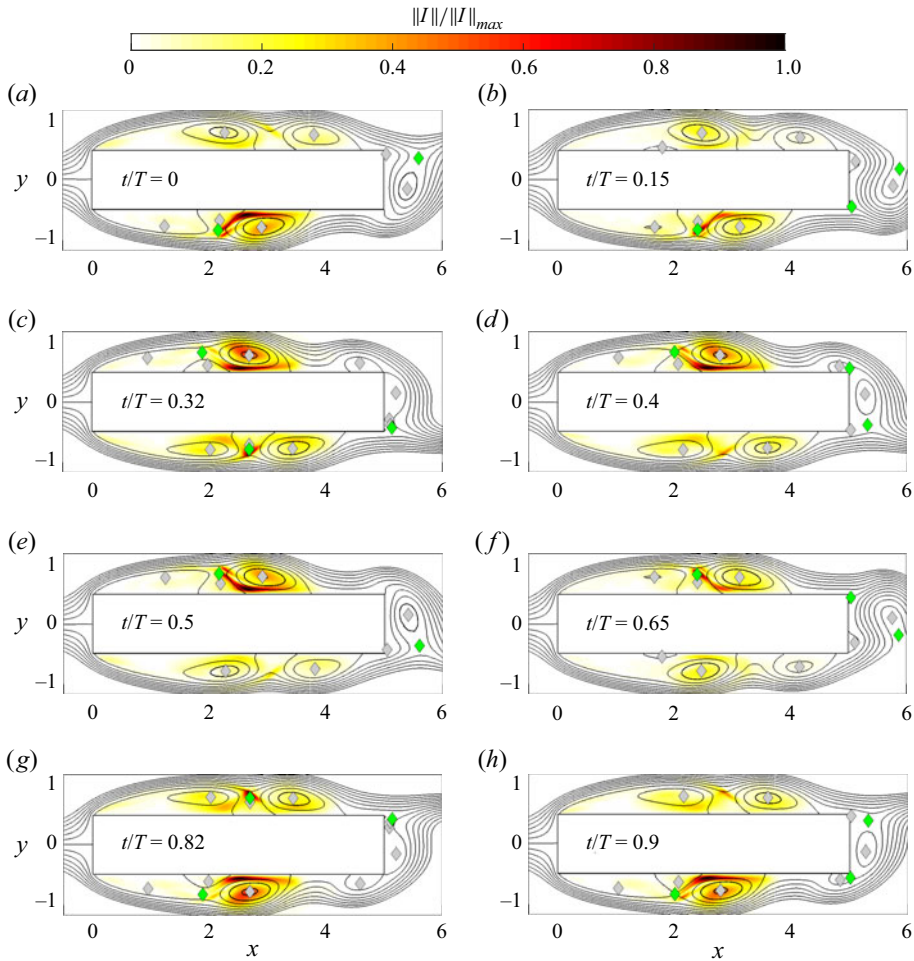 ||I||/||I||max
0 0.2 0.4 0.6 0.8 1.0
(a) (b)
1 1
y 0 t/T = 0 0 t/T = 0.15
–1 –1
0 2 4 6 0 2 4 6
(c) (d)
1 1
y 0 t/T = 0.32 0 t/T = 0.4
–1 –1
0 2 4 6 0 2 4 6
(e) (f)
1 1
y 0 t/T = 0.5 0 t/T = 0.65
–1 –1
0 2 4 6 0 2 4 6
(g) (h)
1 1
y 0 t/T = 0.82 0 t/T = 0.9
–1 –1
0 2 4 6 0 2 4 6
x x